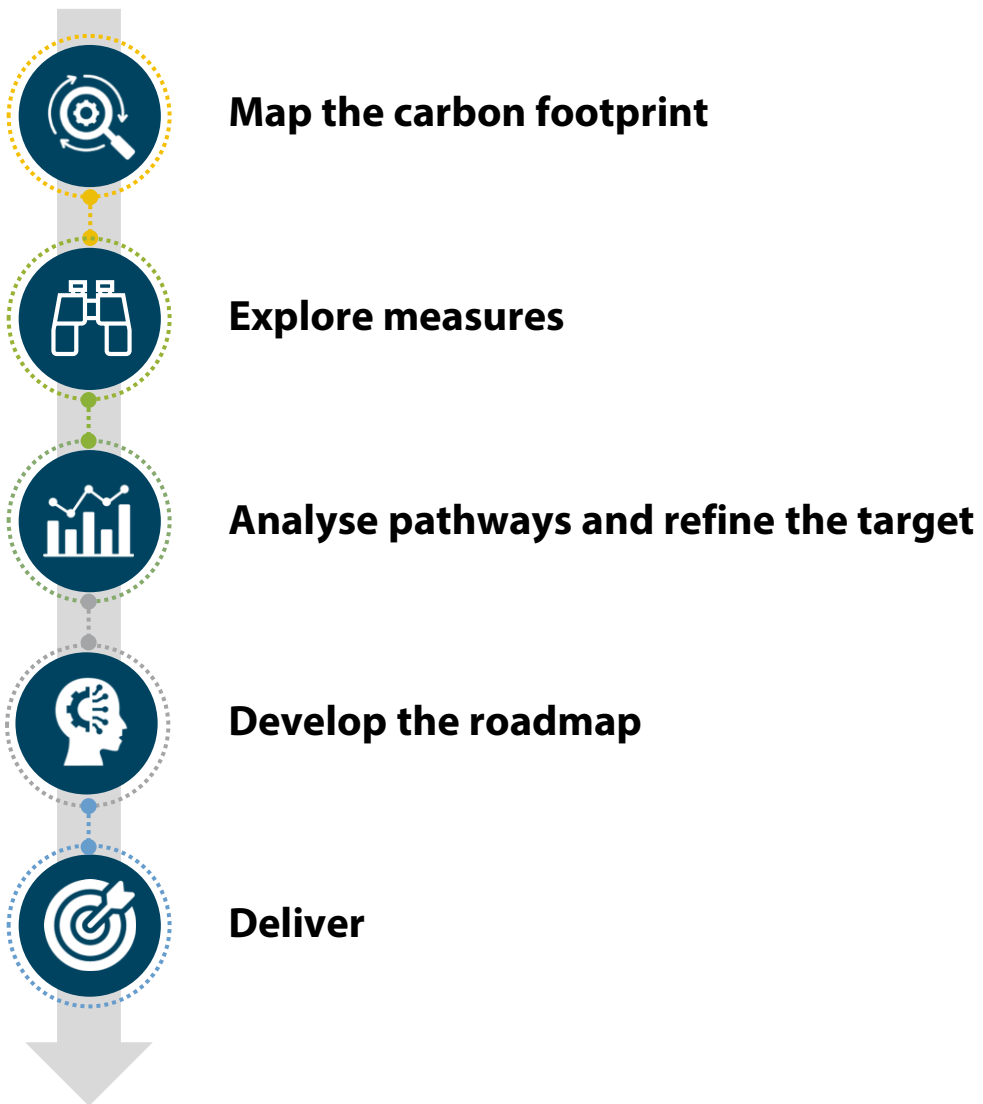 Map the carbon footprint
Explore measures
Analyse pathways and refine the target
Develop the roadmap
Deliver